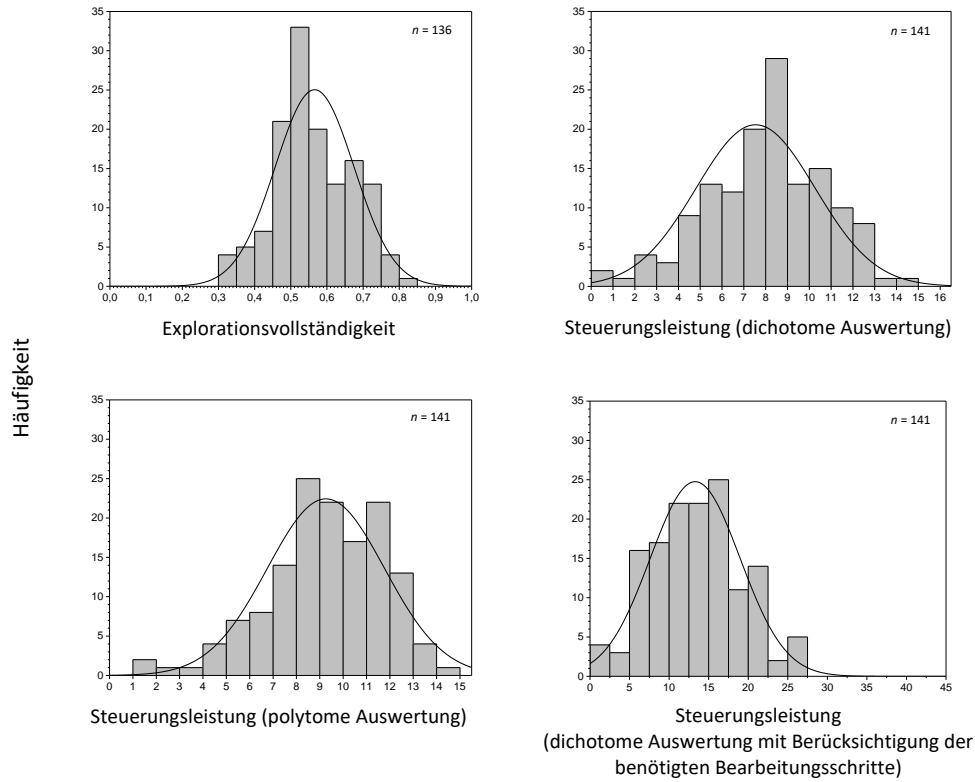 Häufigkeit
35
30
25
20
15
10
5
0
n = 136
0,0 0,1 0,2 0,3 0,4 0,5 0,6 0,7 0,8 0,9 1,0
Explorationsvollständigkeit
35
30
25
20
15
10
5
0
n = 141
0 1 2 3 4 5 6 7 8 9 10 11 12 13 14 15 16
Steuerungsleistung (dichotome Auswertung)
35
30
25
20
15
10
5
0
n = 141
0 1 2 3 4 5 6 7 8 9 10 11 12 13 14 15
Steuerungsleistung (polytome Auswertung)
35
30
25
20
15
10
5
0
n = 141
0 5 10 15 20 25 30 35 40 45
Steuerungsleistung
(dichotome Auswertung mit Berücksichtigung der
benötigten Bearbeitungsschritte)